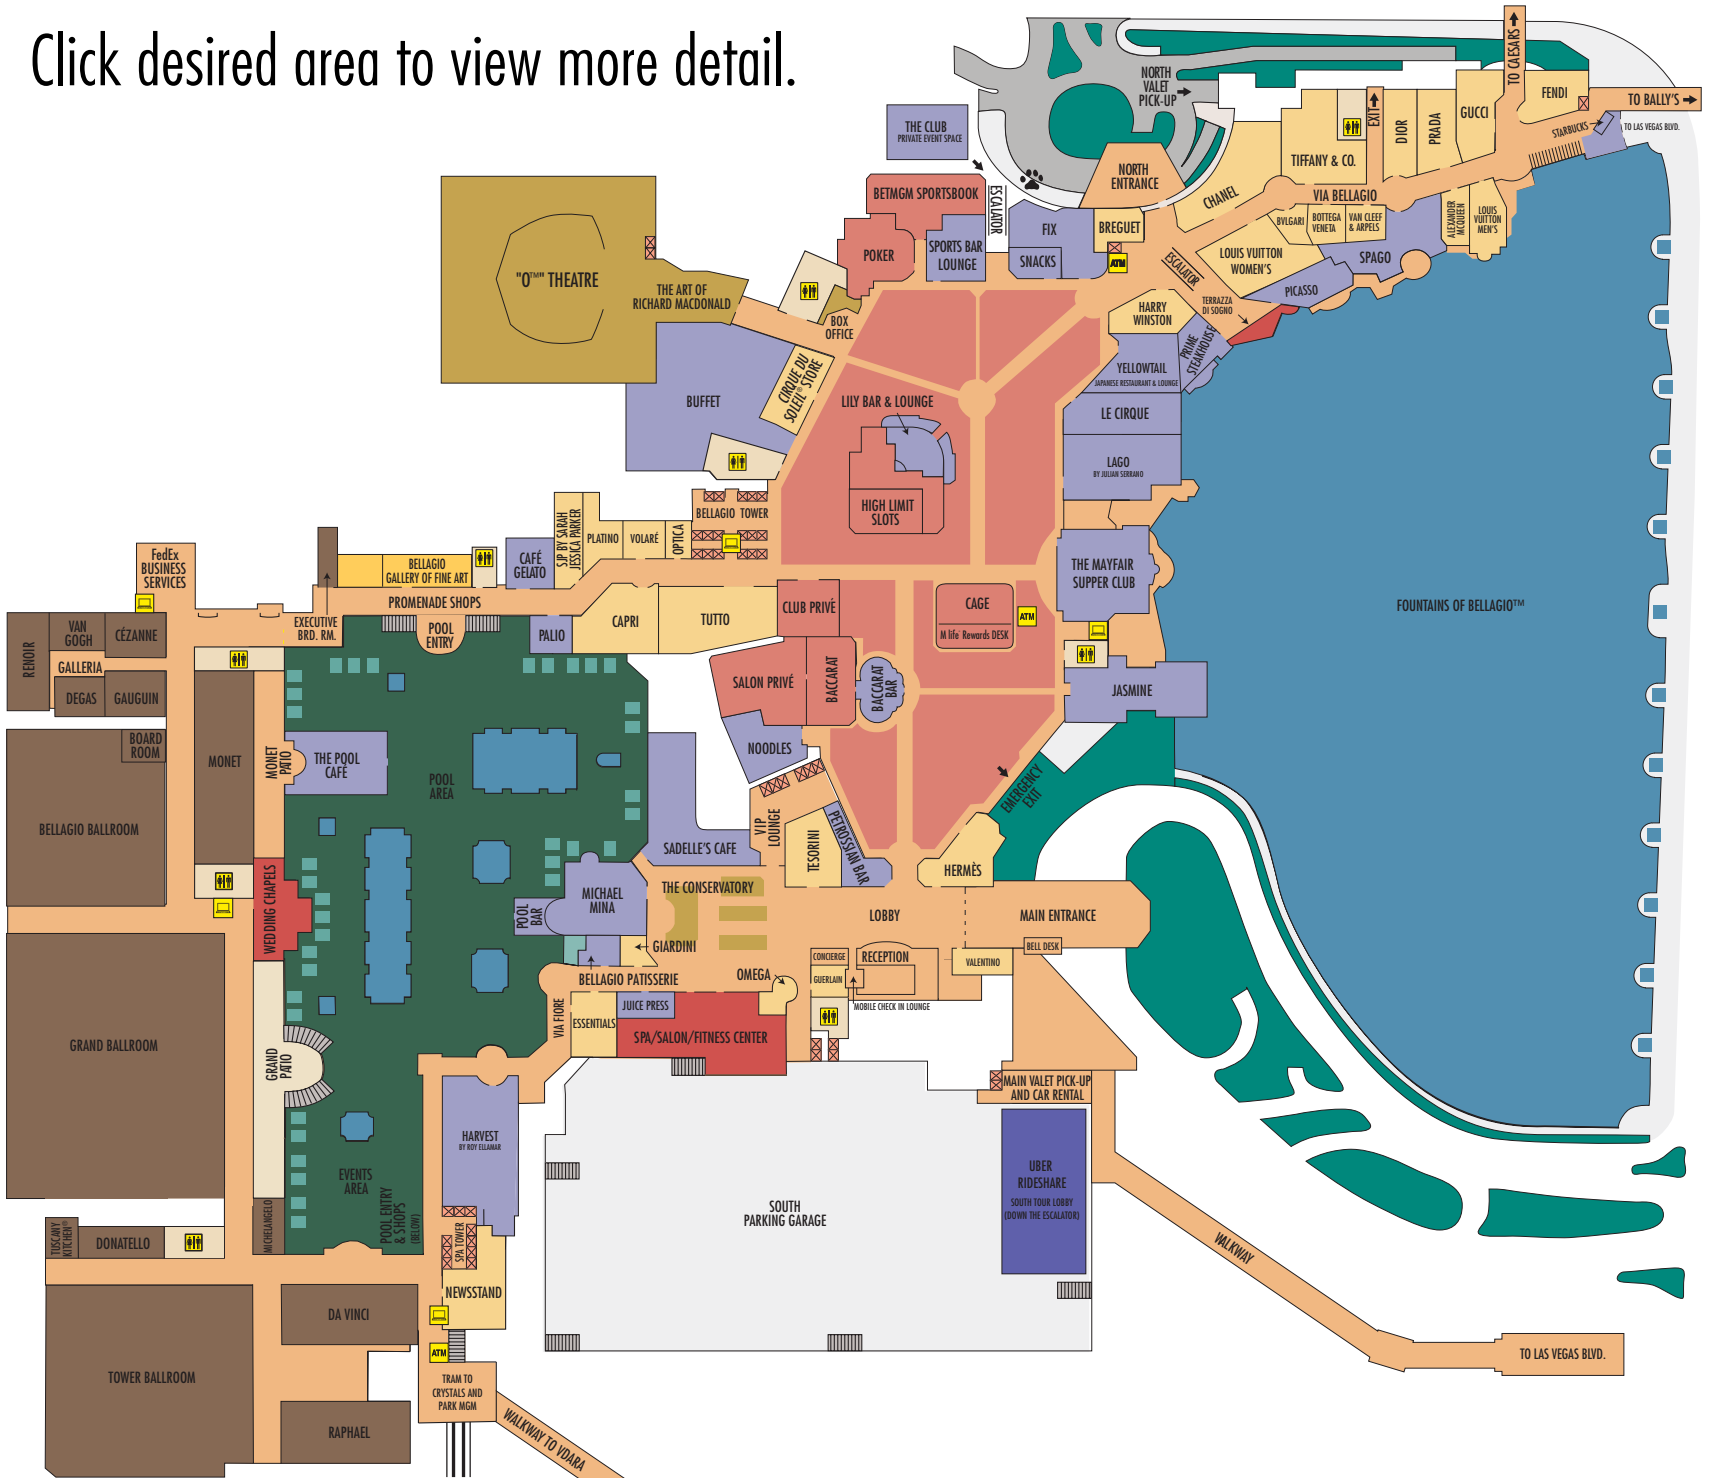 Click desired area to view more detail.
TO CAESARS
NORTH
VALET
PICK-UP
FENDI
TO BALLY'S
THE CLUB
PRIVATE EVENT SPACE
EXIT
DIOR
PRADA
GUCCI
STARBUCKS
TO LAS VEGAS BLVD.
TIFFANY & CO.
NORTH
ENTRANCE
CHANEL
VIA BELLAGIO
BETMGM SPORTSBOOK
ESCALATOR
FIX
BREGUET
BVLGARI
BOTTEGA
VENETA
VAN CLEEF
& ARPELS
ALEXANDER
MCQUEEN
LOUIS
VUITTON
MEN'S
POKER
SPORTS BAR
LOUNGE
SNACKS
ATM
ESCALATOR
LOUIS VUITTON
WOMEN'S
SPAGO
PICASSO
"O™" THEATRE
THE ART OF
RICHARD MACDONALD
BOX
OFFICE
HARRY
WINSTON
TERRAZZA
DI SOGNO
PRIME
STEAKHOUSE
YELLOWTAIL
JAPANESE RESTAURANT & LOUNGE
CIRQUE DU
SOLEIL® STORE
BUFFET
LILY BAR & LOUNGE
LE CIRQUE
LAGO
BY JULIAN SERRANO
HIGH LIMIT
SLOTS
BELLAGIO TOWER
SJP BY SARAH
JESSICA PARKER
PLATINO
VOLARÉ
OPTICA
CAFÉ
GELATO
FedEx
BUSINESS
SERVICES
BELLAGIO
GALLERY OF FINE ART
THE MAYFAIR
SUPPER CLUB
FOUNTAINS OF BELLAGIO™
PROMENADE SHOPS
EXECUTIVE
BRD. RM.
POOL
ENTRY
PALIO
CAPRI
TUTTO
CLUB PRIVÉ
CAGE
M life Rewards DESK
ATM
RENOIR
VAN
GOGH
CÉZANNE
GALLERIA
DEGAS
GAUGUIN
SALON PRIVÉ
BACCARAT
BACCARAT
BAR
JASMINE
BOARD
ROOM
MONET
MONET
PATIO
THE POOL
CAFÉ
POOL
AREA
NOODLES
BELLAGIO BALLROOM
EMERGENCY
EXIT
VIP
LOUNGE
TESORINI
PETROSSIAN BAR
SADELLE'S CAFE
HERMÈS
WEDDING CHAPELS
POOL
BAR
MICHAEL
MINA
THE CONSERVATORY
LOBBY
MAIN ENTRANCE
BELL DESK
GIARDINI
CONCIERGE
RECEPTION
VALENTINO
BELLAGIO PATISSERIE
OMEGA
GUERLAIN
MOBILE CHECK IN LOUNGE
VIA FIORE
ESSENTIALS
JUICE PRESS
SPA/SALON/FITNESS CENTER
GRAND BALLROOM
GRAND
PATIO
MAIN VALET PICK-UP
AND CAR RENTAL
HARVEST
BY ROY ELLAMAR
UBER
RIDESHARE
SOUTH TOUR LOBBY
(DOWN THE ESCALATOR)
SOUTH
PARKING GARAGE
EVENTS
AREA
POOL ENTRY
& SHOPS
(BELOW)
MICHELANGELO
TUSCANY
KITCHEN®
DONATELLO
SPA TOWER
WALKWAY
NEWSSTAND
DA VINCI
ATM
TO LAS VEGAS BLVD.
TOWER BALLROOM
TRAM TO
CRYSTALS AND
PARK MGM
RAPHAEL
WALKWAY TO VDARA